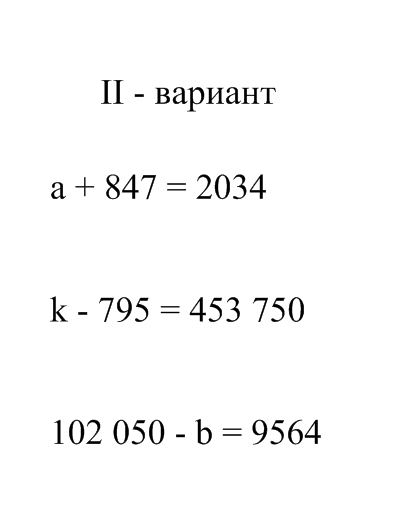 II - вариант
a + 847 = 2034
k - 795 = 453 750
102 050 - b = 9564